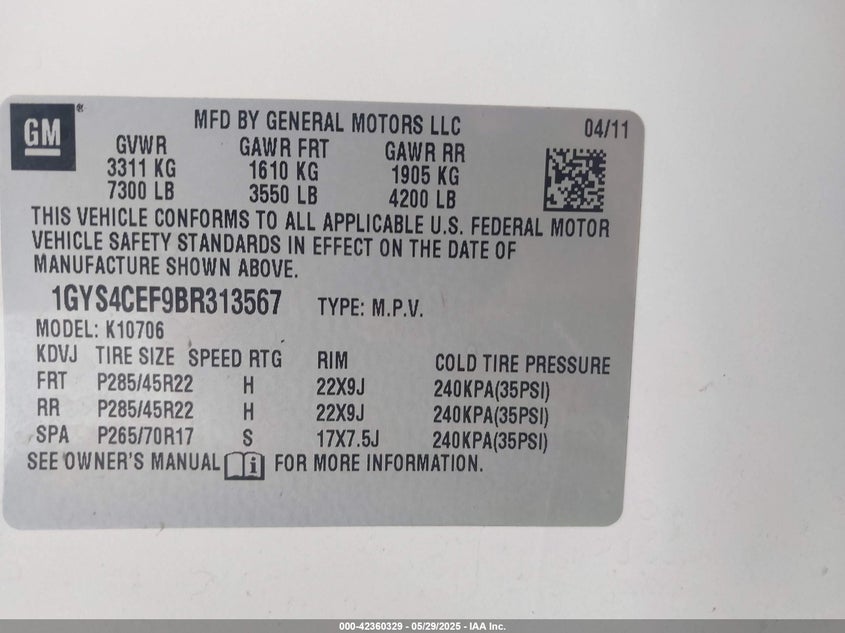 GM
®
MFD BY GENERAL MOTORS LLC 04/11
GVWR GAWR FRT GAWR RR
3311 KG 1610 KG 1905 KG
7300 LB 3550 LB 4200 LB
THIS VEHICLE CONFORMS TO ALL APPLICABLE U.S. FEDERAL MOTOR
VEHICLE SAFETY STANDARDS IN EFFECT ON THE DATE OF
MANUFACTURE SHOWN ABOVE.
1GYS4CEF9BR313567 TYPE: M.P.V.
MODEL: K10706
KDVJ TIRE SIZE SPEED RTG RIM COLD TIRE PRESSURE
FRT P285/45R22 H 22X9J 240KPA(35PSI)
RR P285/45R22 H 22X9J 240KPA(35PSI)
SPA P265/70R17 S 17X7.5J 240KPA(35PSI)
SEE OWNER'S MANUAL FOR MORE INFORMATION.
000-42360329 - 05/29/2025 - IAA Inc.